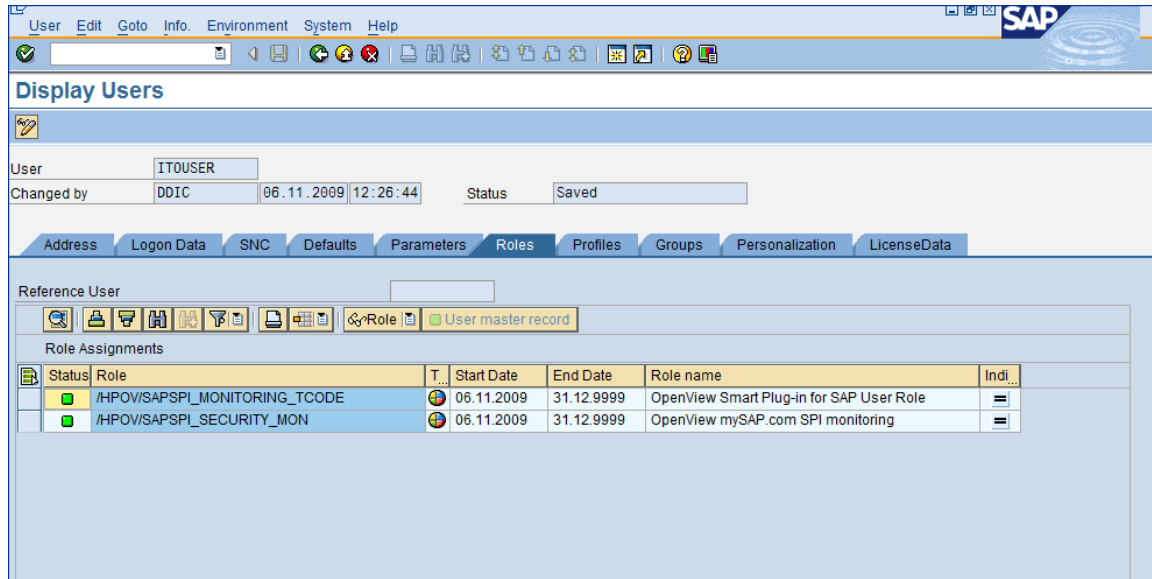 User Edit Goto Info. Environment System Help
SAP
Display Users
User ITOUSER
Changed by DDIC 06.11.2009 12:26:44 Status Saved
Address Logon Data SNC Defaults Parameters Roles Profiles Groups Personalization LicenseData
Reference User
Role User master record
Role Assignments
Status Role T... Start Date End Date Role name Indi...
/HPOV/SAPSPI_MONITORING_TCODE 06.11.2009 31.12.9999 OpenView Smart Plug-in for SAP User Role
/HPOV/SAPSPI_SECURITY_MON 06.11.2009 31.12.9999 OpenView mySAP.com SPI monitoring